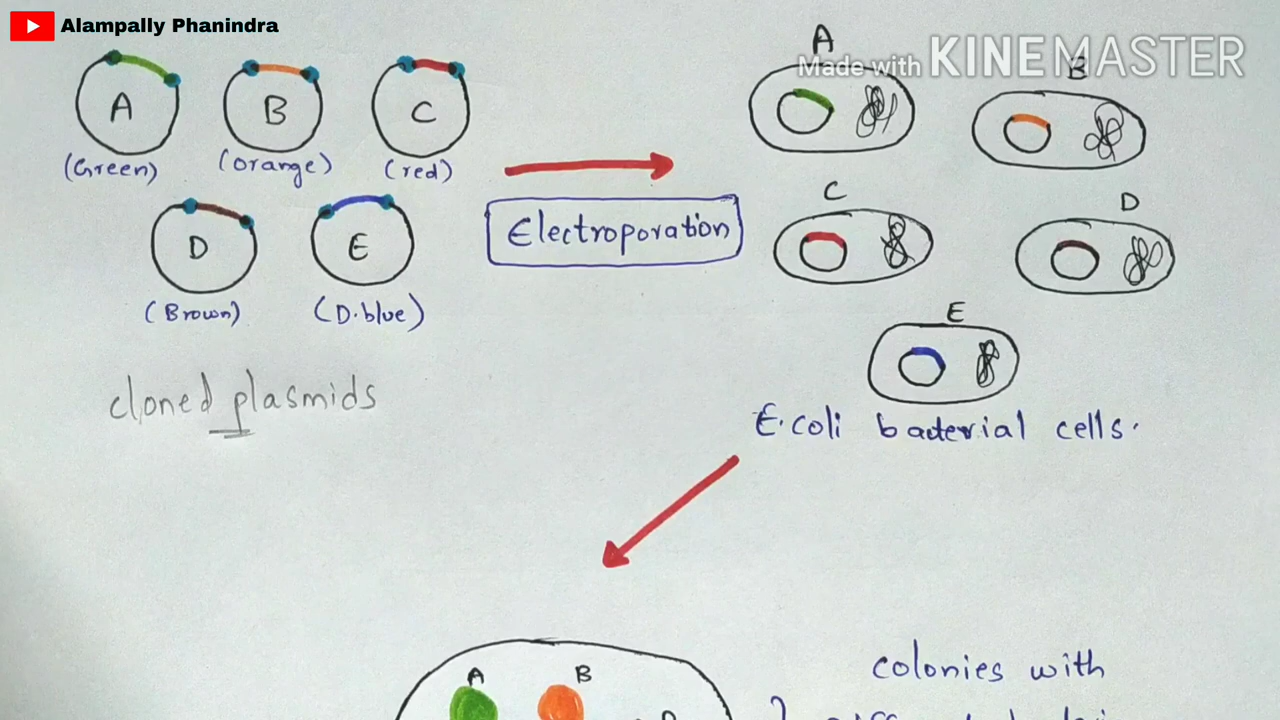 Alampally Phanindra
Made with KINEMASTER
A
B
C
(Green)
(orange)
(red)
D
E
(Brown)
(D.blue)
cloned plasmids
Electroporation
A
B
C
D
E
E.coli bacterial cells.
A
B
colonies with